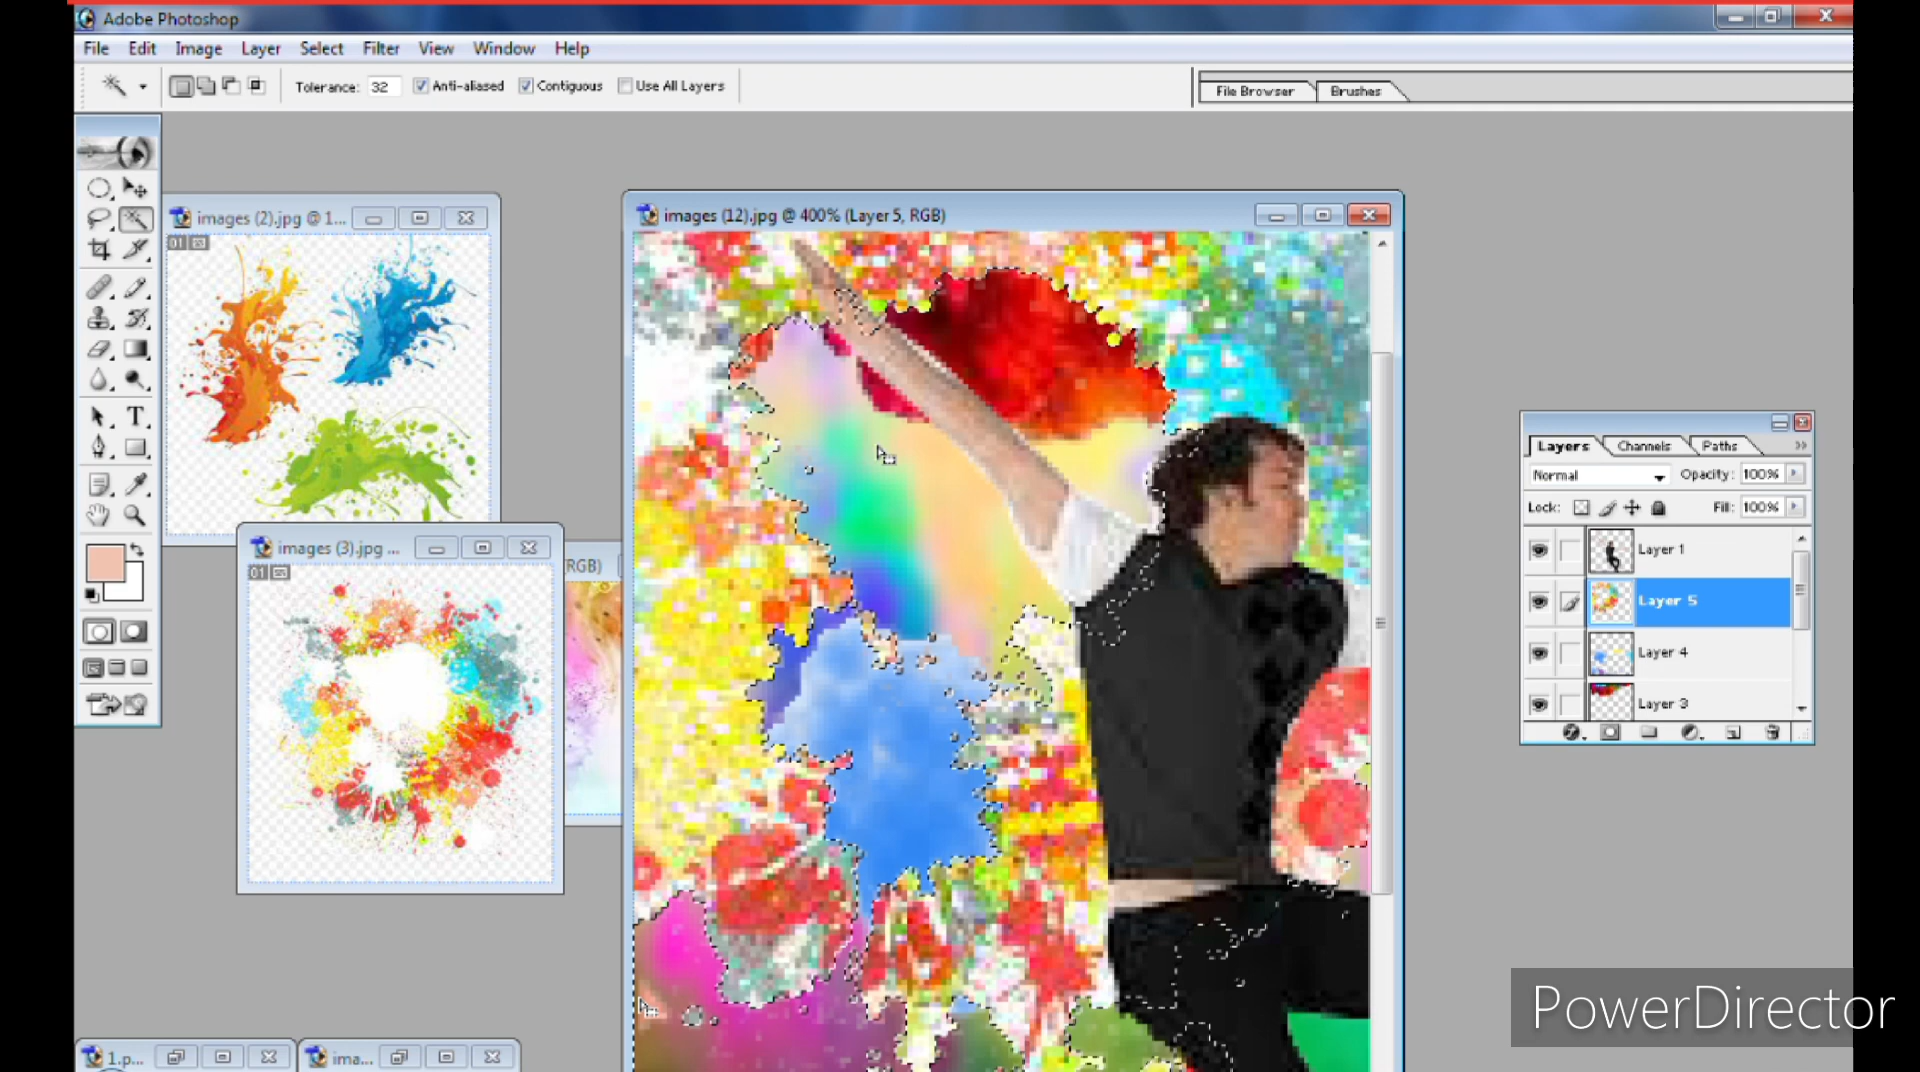 Adobe Photoshop
File Edit Image Layer Select Filter View Window Help
Tolerance: 32 Anti-aliased Contiguous Use All Layers
File Browser Brushes
images (2).jpg @ 1...
01
images (12).jpg @ 400% (Layer 5, RGB)
images (3).jpg ...
01
RGB)
Layers Channels Paths
Normal Opacity: 100%
Lock: Fill: 100%
Layer 1
Layer 5
Layer 4
Layer 3
PowerDirector
1.p...
ima...